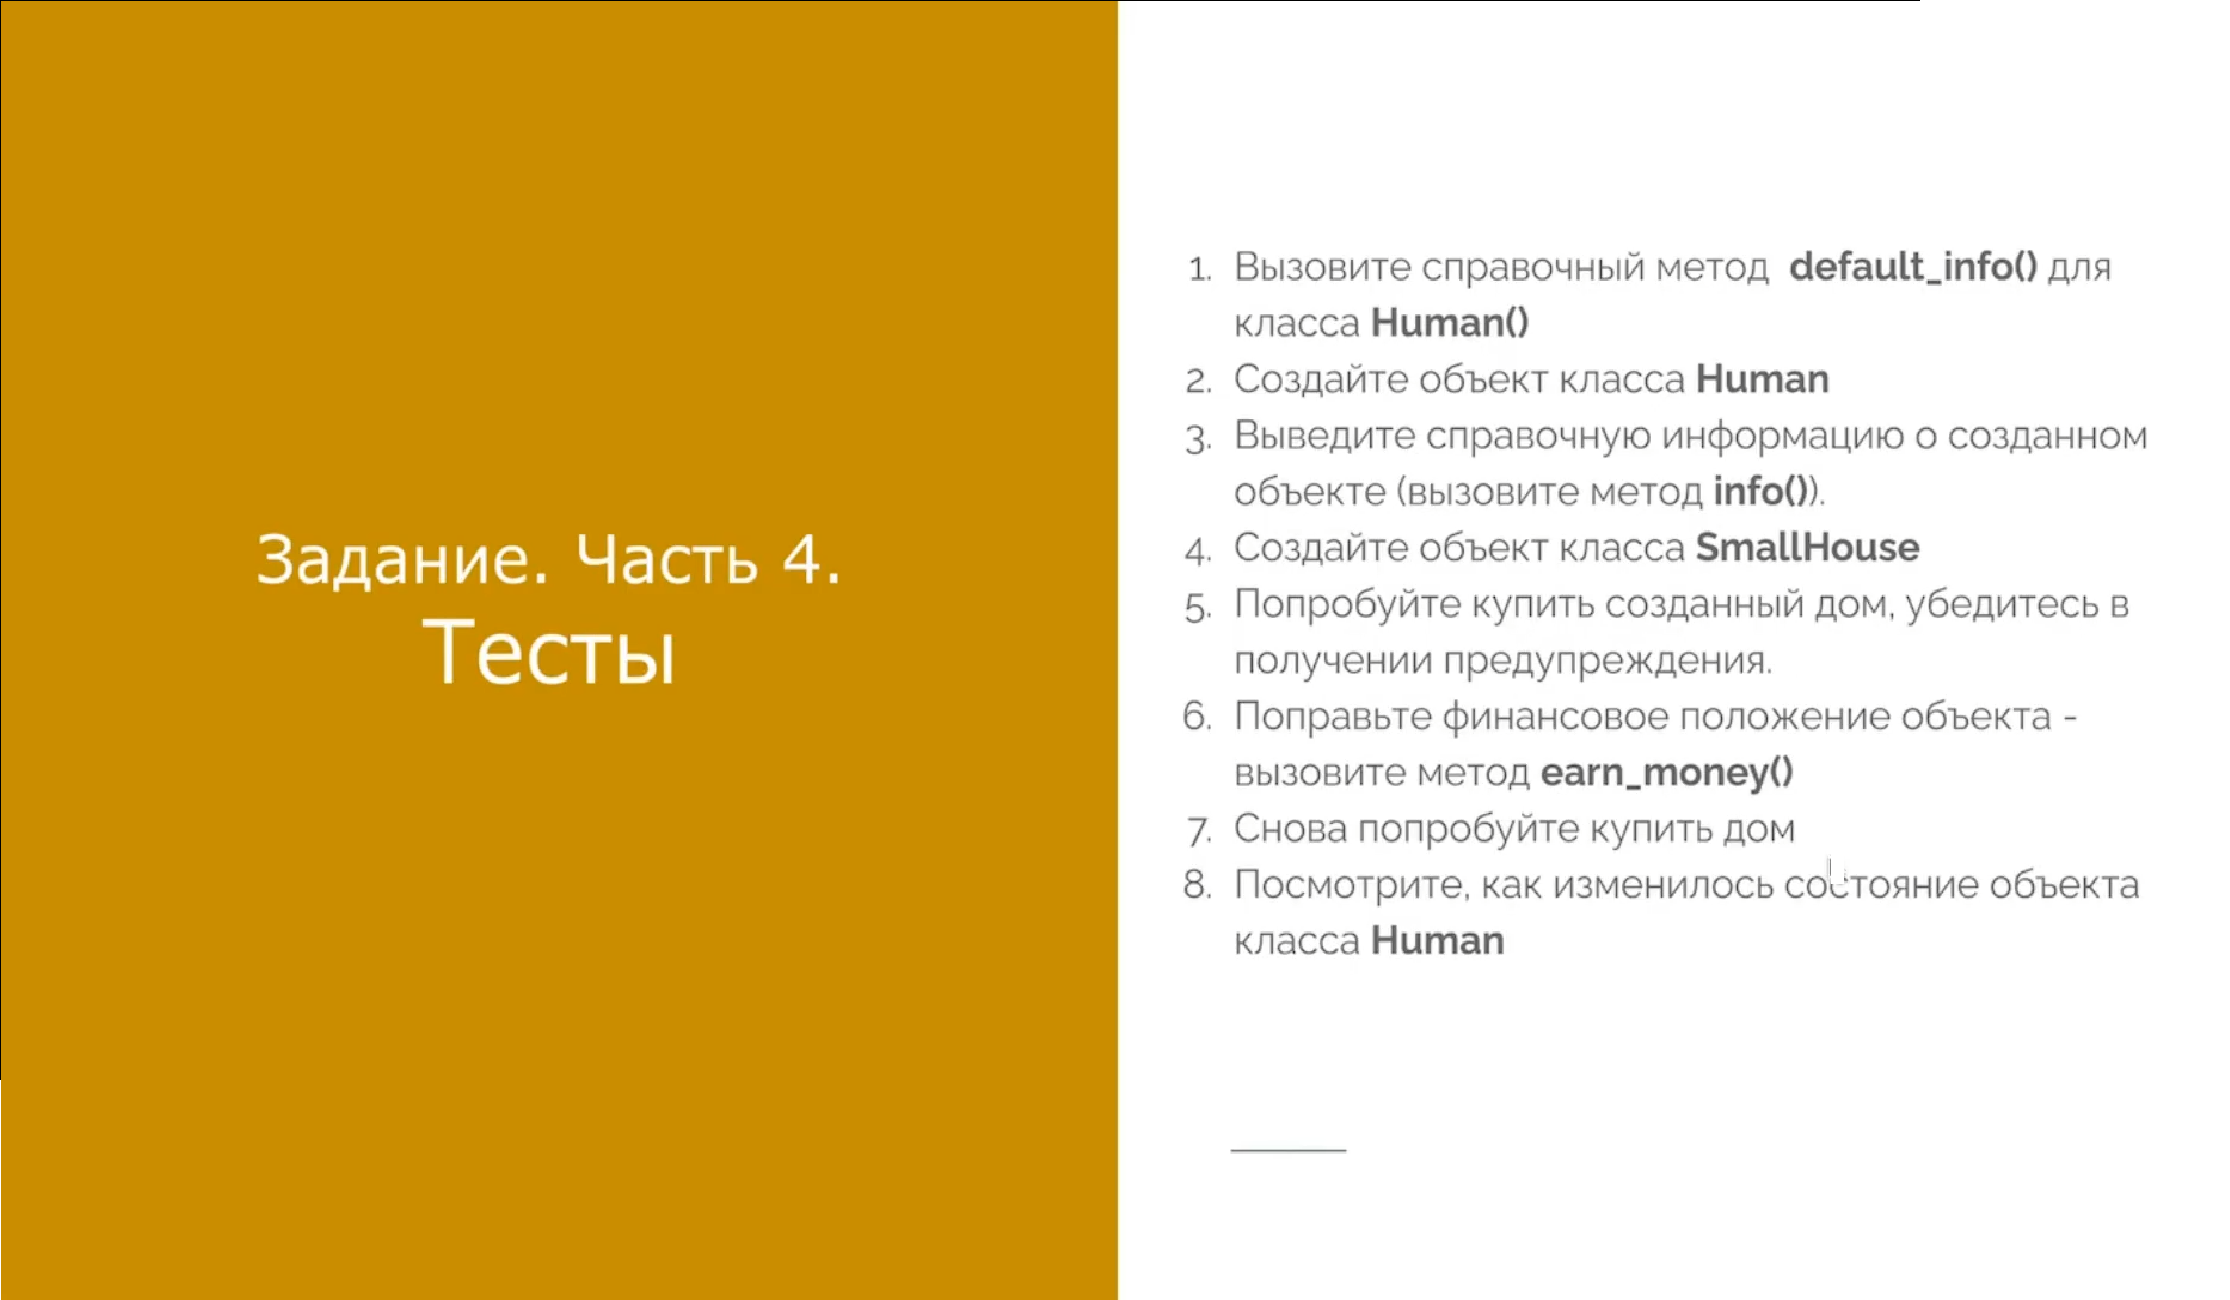 Задание. Часть 4.
Тесты
1. Вызовите справочный метод default_info() для
класса Human()
2. Создайте объект класса Human
3. Выведите справочную информацию о созданном
объекте (вызовите метод info()).
4. Создайте объект класса SmallHouse
5. Попробуйте купить созданный дом, убедитесь в
получении предупреждения.
6. Поправьте финансовое положение объекта -
вызовите метод earn_money()
7. Снова попробуйте купить дом
8. Посмотрите, как изменилось состояние объекта
класса Human